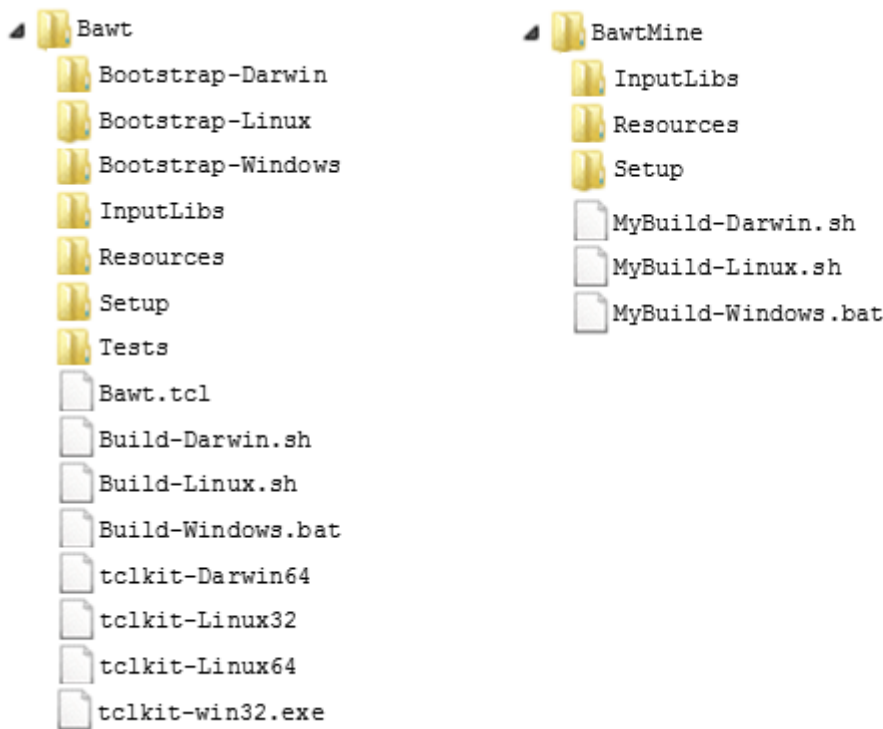 Bawt
Bootstrap-Darwin
Bootstrap-Linux
Bootstrap-Windows
InputLibs
Resources
Setup
Tests
Bawt.tcl
Build-Darwin.sh
Build-Linux.sh
Build-Windows.bat
tclkit-Darwin64
tclkit-Linux32
tclkit-Linux64
tclkit-win32.exe
BawtMine
InputLibs
Resources
Setup
MyBuild-Darwin.sh
MyBuild-Linux.sh
MyBuild-Windows.bat